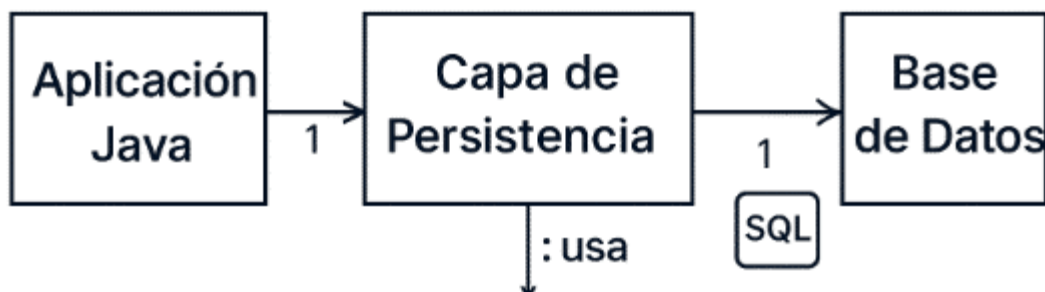 Aplicación
Java
1
Capa de
Persistencia
1
SQL
Base
de Datos
: usa